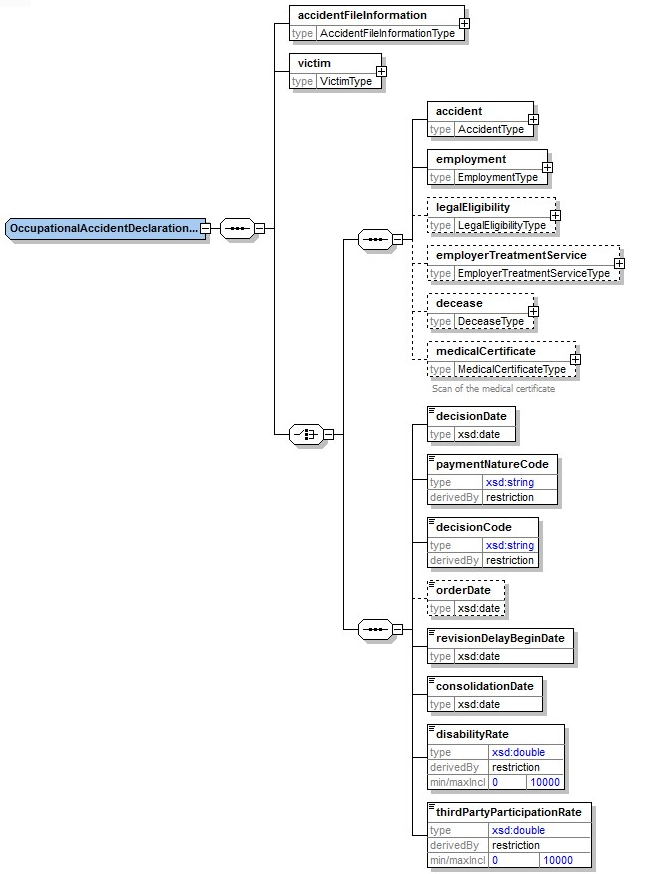 accidentFileInformation
type AccidentFileInformationType
victim
type VictimType
accident
type AccidentType
employment
type EmploymentType
OccupationalAccidentDeclaration...
legalEligibility
type LegalEligibilityType
employerTreatmentService
type EmployerTreatmentServiceType
decease
type DeceaseType
medicalCertificate
type MedicalCertificateType
Scan of the medical certificate
decisionDate
type xsd:date
paymentNatureCode
type xsd:string
derivedBy restriction
decisionCode
type xsd:string
derivedBy restriction
orderDate
type xsd:date
revisionDelayBeginDate
type xsd:date
consolidationDate
type xsd:date
disabilityRate
type xsd:double
derivedBy restriction
min/maxIncl 0 10000
thirdPartyParticipationRate
type xsd:double
derivedBy restriction
min/maxIncl 0 10000